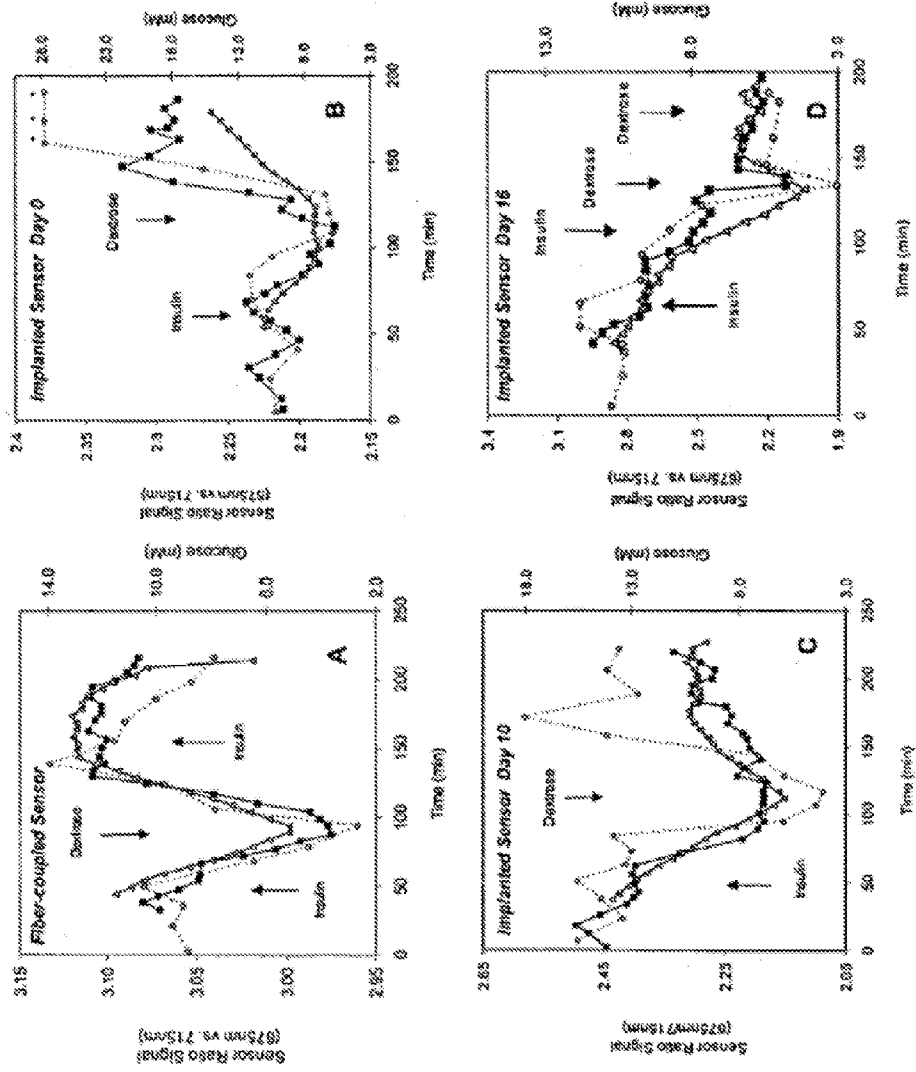 Fiber-coupled Sensor
Sensor Ratio Signal
(675nm vs. 715nm)
3.15
3.10
3.00
2.95
Dextrose
Insulin
Insulin
A
14.0
10.0
6.0
2.0
Glucose (mM)
0 50 100 150 200 250
Time (min)
Implanted Sensor Day 0
Sensor Ratio Signal
(675nm vs. 715nm)
2.4
2.35
2.3
2.25
2.2
2.15
Dextrose
Insulin
B
28.0
23.0
18.0
13.0
8.0
3.0
Glucose (mM)
0 50 100 150 200
Time (min)
Implanted Sensor Day 10
Sensor Ratio Signal
(675nm/715nm)
2.65
2.45
2.25
2.05
Dextrose
Insulin
C
18.0
13.0
8.0
3.0
Glucose (mM)
0 50 100 150 200 250
Time (min)
Implanted Sensor Day 16
Sensor Ratio Signal
(675nm vs. 715nm)
3.4
3.1
2.8
2.5
2.2
1.9
Insulin
Dextrose
Dextrose
Insulin
D
13.0
8.0
3.0
Glucose (mM)
0 50 100 150 200
Time (min)